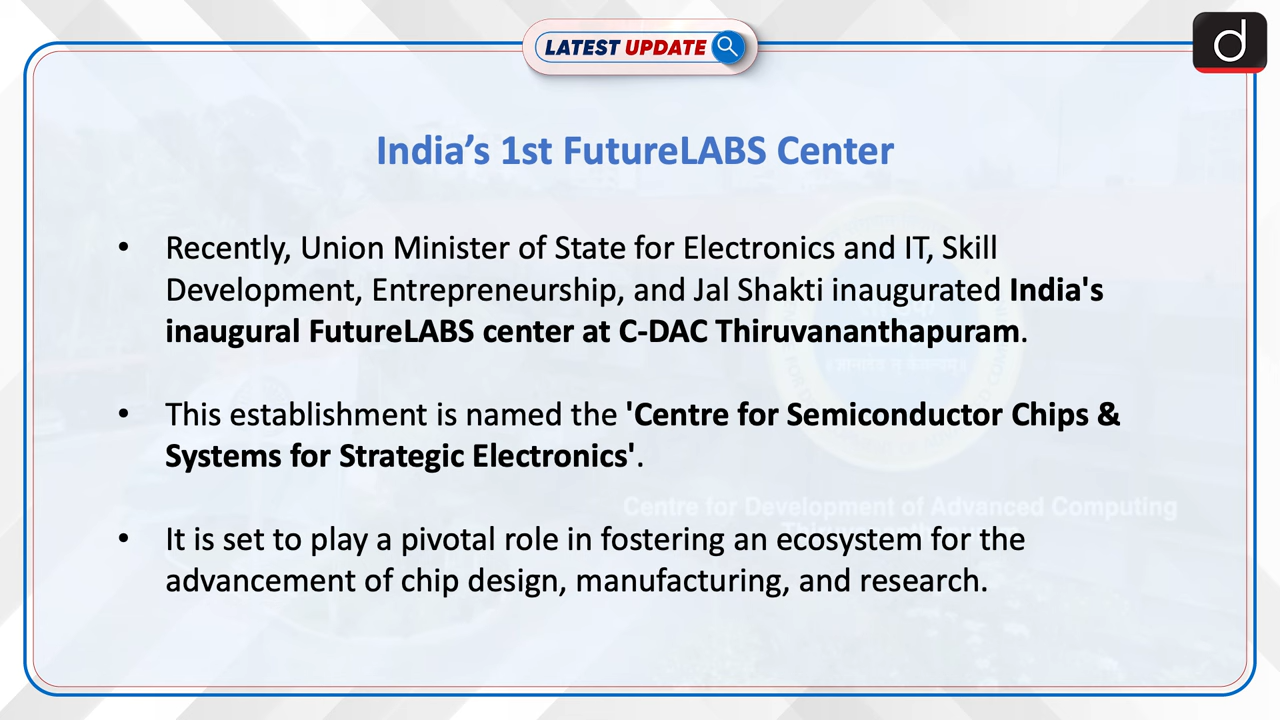 LATEST UPDATE
d
India’s 1st FutureLABS Center
• Recently, Union Minister of State for Electronics and IT, Skill
Development, Entrepreneurship, and Jal Shakti inaugurated India's
inaugural FutureLABS center at C-DAC Thiruvananthapuram.
• This establishment is named the 'Centre for Semiconductor Chips &
Systems for Strategic Electronics'.
Centre for Development of Advanced Computing
• It is set to play a pivotal role in fostering an ecosystem for the
advancement of chip design, manufacturing, and research.